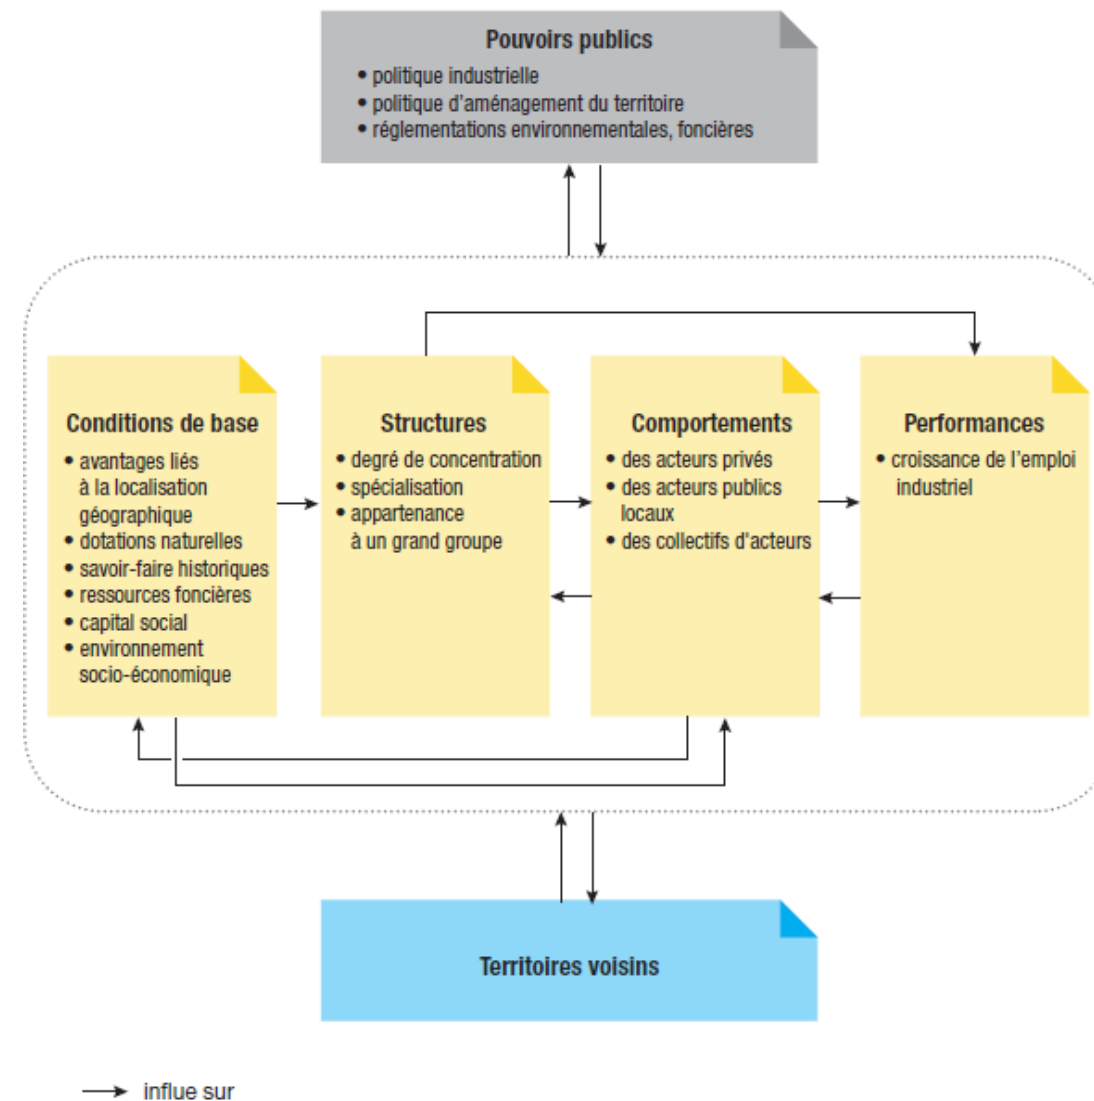 Pouvoirs publics
• politique industrielle
• politique d'aménagement du territoire
• réglementations environnementales, foncières
Conditions de base
• avantages liés
à la localisation
géographique
• dotations naturelles
• savoir-faire historiques
• ressources foncières
• capital social
• environnement
socio-économique
Structures
• degré de concentration
• spécialisation
• appartenance
à un grand groupe
Comportements
• des acteurs privés
• des acteurs publics
locaux
• des collectifs d'acteurs
Performances
• croissance de l'emploi
industriel
Territoires voisins
influe sur